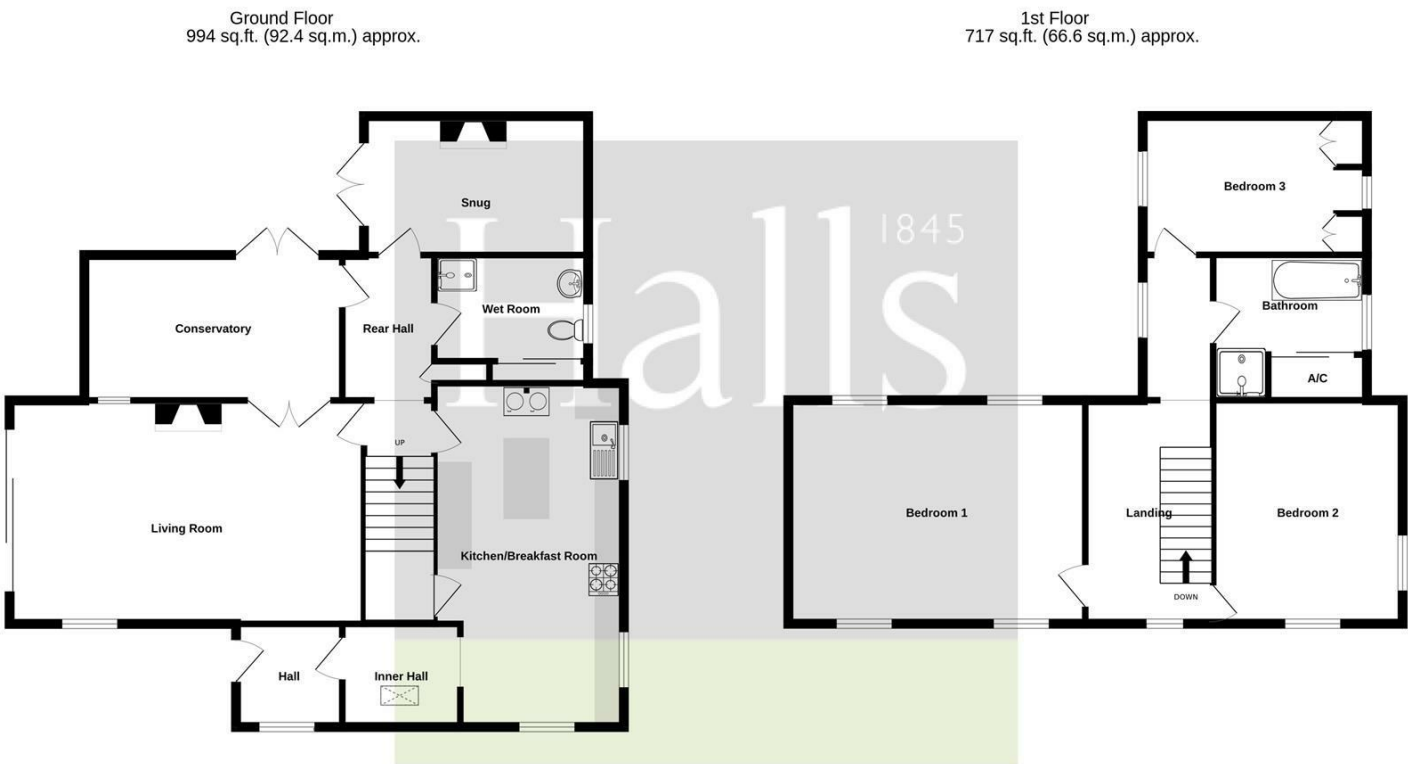 Ground Floor
994 sq.ft. (92.4 sq.m.) approx.
1st Floor
717 sq.ft. (66.6 sq.m.) approx.
Halls
1845
Snug
Conservatory
Rear Hall
Wet Room
UP
Living Room
Kitchen/Breakfast Room
Hall
Inner Hall
Bedroom 3
Bathroom
A/C
Bedroom 1
Landing
Bedroom 2
DOWN